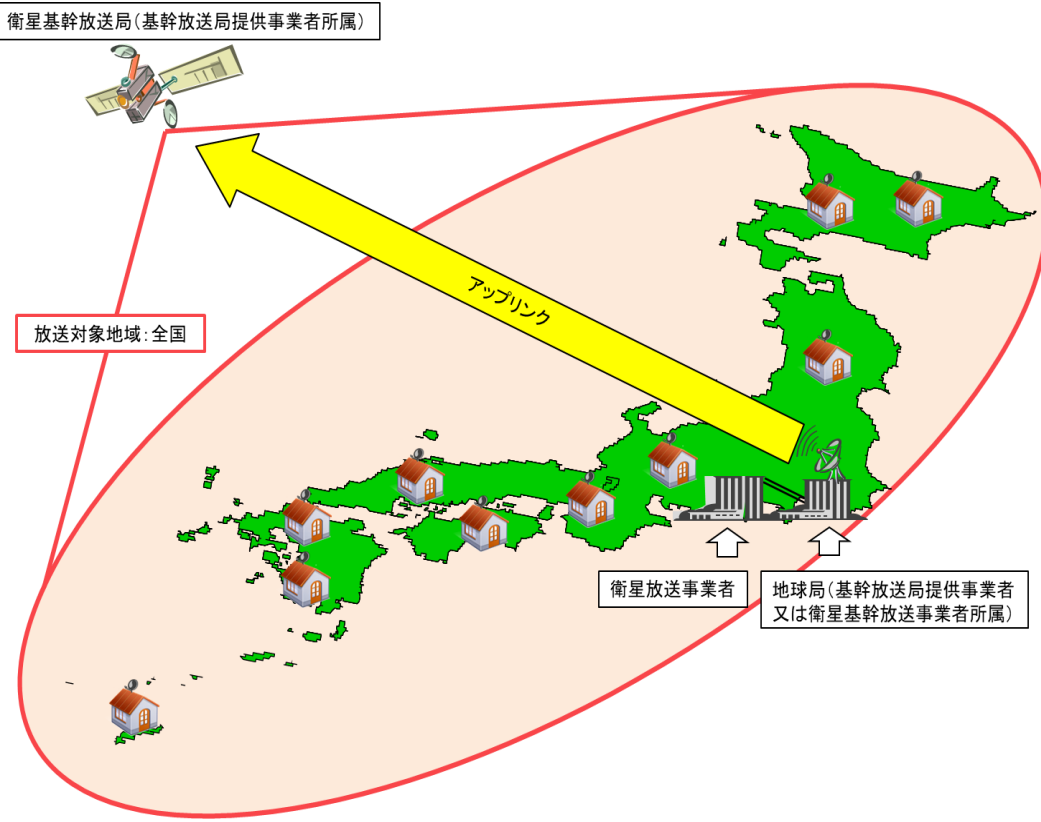 衛星基幹放送局（基幹放送局提供事業者所属）
アップリンク
放送対象地域：全国
衛星放送事業者
地球局（基幹放送局提供事業者
又は衛星基幹放送事業者所属）